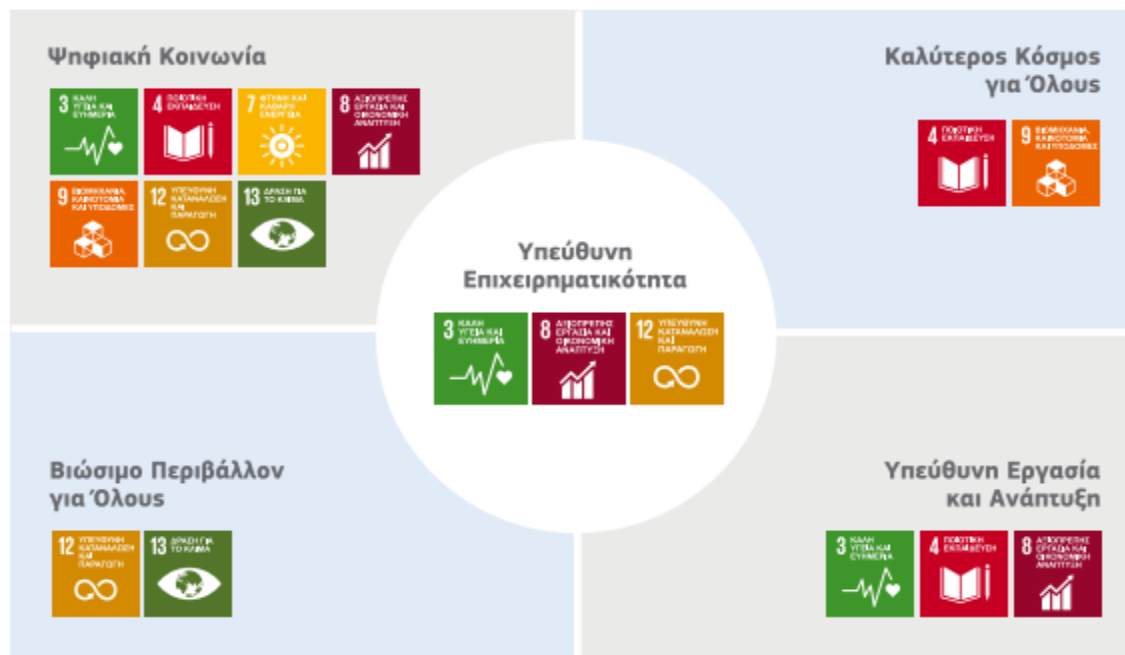 Ψηφιακή Κοινωνία
3 ΚΑΛΗ
ΥΓΕΙΑ ΚΑΙ
ΕΥΗΜΕΡΙΑ
4 ΠΟΙΟΤΙΚΗ
ΕΚΠΑΙΔΕΥΣΗ
7 ΦΤΗΝΗ ΚΑΙ
ΚΑΘΑΡΗ
ΕΝΕΡΓΕΙΑ
8 ΑΞΙΟΠΡΕΠΗΣ
ΕΡΓΑΣΙΑ ΚΑΙ
ΟΙΚΟΝΟΜΙΚΗ
ΑΝΑΠΤΥΞΗ
9 ΒΙΟΜΗΧΑΝΙΑ,
ΚΑΙΝΟΤΟΜΙΑ
ΚΑΙ ΥΠΟΔΟΜΕΣ
12 ΥΠΕΥΘΥΝΗ
ΚΑΤΑΝΑΛΩΣΗ
ΚΑΙ
ΠΑΡΑΓΩΓΗ
13 ΔΡΑΣΗ ΓΙΑ
ΤΟ ΚΛΙΜΑ
Καλύτερος Κόσμος
για Όλους
4 ΠΟΙΟΤΙΚΗ
ΕΚΠΑΙΔΕΥΣΗ
9 ΒΙΟΜΗΧΑΝΙΑ,
ΚΑΙΝΟΤΟΜΙΑ
ΚΑΙ ΥΠΟΔΟΜΕΣ
Υπεύθυνη
Επιχειρηματικότητα
3 ΚΑΛΗ
ΥΓΕΙΑ ΚΑΙ
ΕΥΗΜΕΡΙΑ
8 ΑΞΙΟΠΡΕΠΗΣ
ΕΡΓΑΣΙΑ ΚΑΙ
ΟΙΚΟΝΟΜΙΚΗ
ΑΝΑΠΤΥΞΗ
12 ΥΠΕΥΘΥΝΗ
ΚΑΤΑΝΑΛΩΣΗ
ΚΑΙ
ΠΑΡΑΓΩΓΗ
Βιώσιμο Περιβάλλον
για Όλους
12 ΥΠΕΥΘΥΝΗ
ΚΑΤΑΝΑΛΩΣΗ
ΚΑΙ
ΠΑΡΑΓΩΓΗ
13 ΔΡΑΣΗ ΓΙΑ
ΤΟ ΚΛΙΜΑ
Υπεύθυνη Εργασία
και Ανάπτυξη
3 ΚΑΛΗ
ΥΓΕΙΑ ΚΑΙ
ΕΥΗΜΕΡΙΑ
4 ΠΟΙΟΤΙΚΗ
ΕΚΠΑΙΔΕΥΣΗ
8 ΑΞΙΟΠΡΕΠΗΣ
ΕΡΓΑΣΙΑ ΚΑΙ
ΟΙΚΟΝΟΜΙΚΗ
ΑΝΑΠΤΥΞΗ